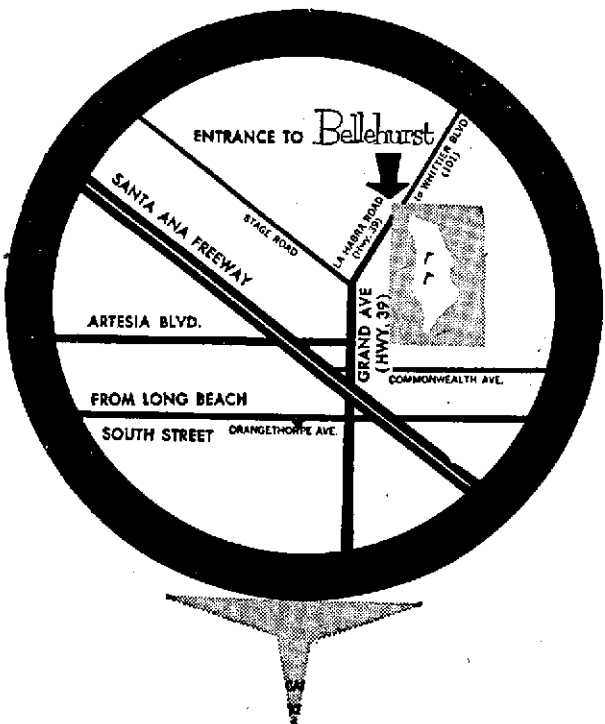 ENTRANCE TO Bellehurst
to WHITTIER BLVD.
(101)
LA HABRA ROAD
(Hwy. 39)
STAGE ROAD
SANTA ANA FREEWAY
GRAND AVE
(HWY. 39)
ARTESIA BLVD.
COMMONWEALTH AVE.
FROM LONG BEACH
SOUTH STREET
ORANGETHORPE AVE.